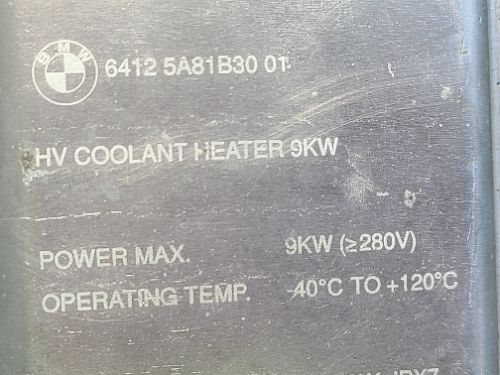 BMW
6412 5A81B30 01
HV COOLANT HEATER 9KW
POWER MAX. 9KW (≥280V)
OPERATING TEMP. -40°C TO +120°C